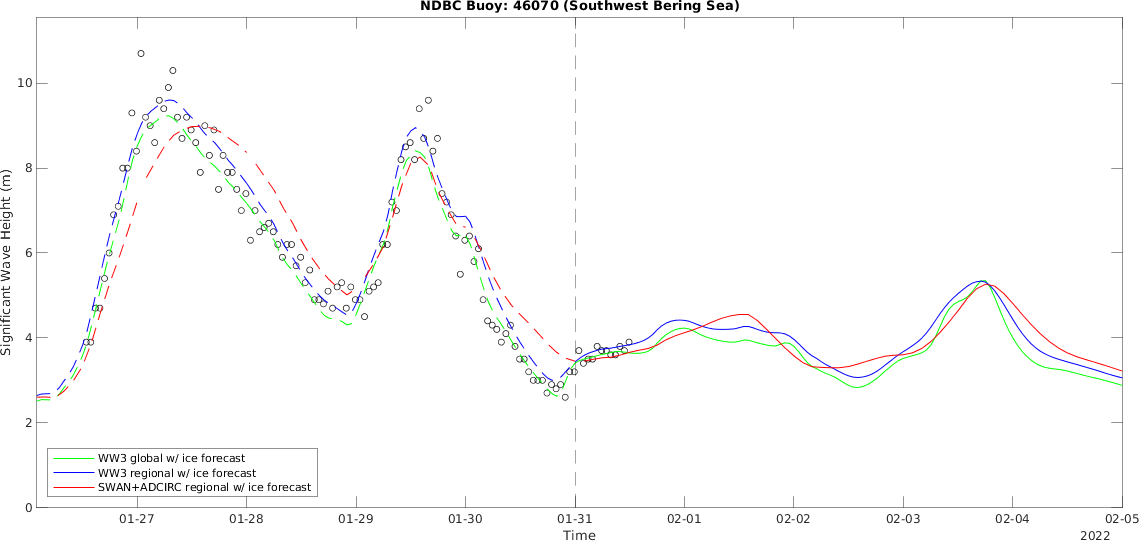 NDBC Buoy: 46070 (Southwest Bering Sea)
Significant Wave Height (m)
10
8
6
4
2
0
WW3 global w/ ice forecast
WW3 regional w/ ice forecast
SWAN+ADCIRC regional w/ ice forecast
01-27 01-28 01-29 01-30 01-31 02-01 02-02 02-03 02-04 02-05
Time
2022